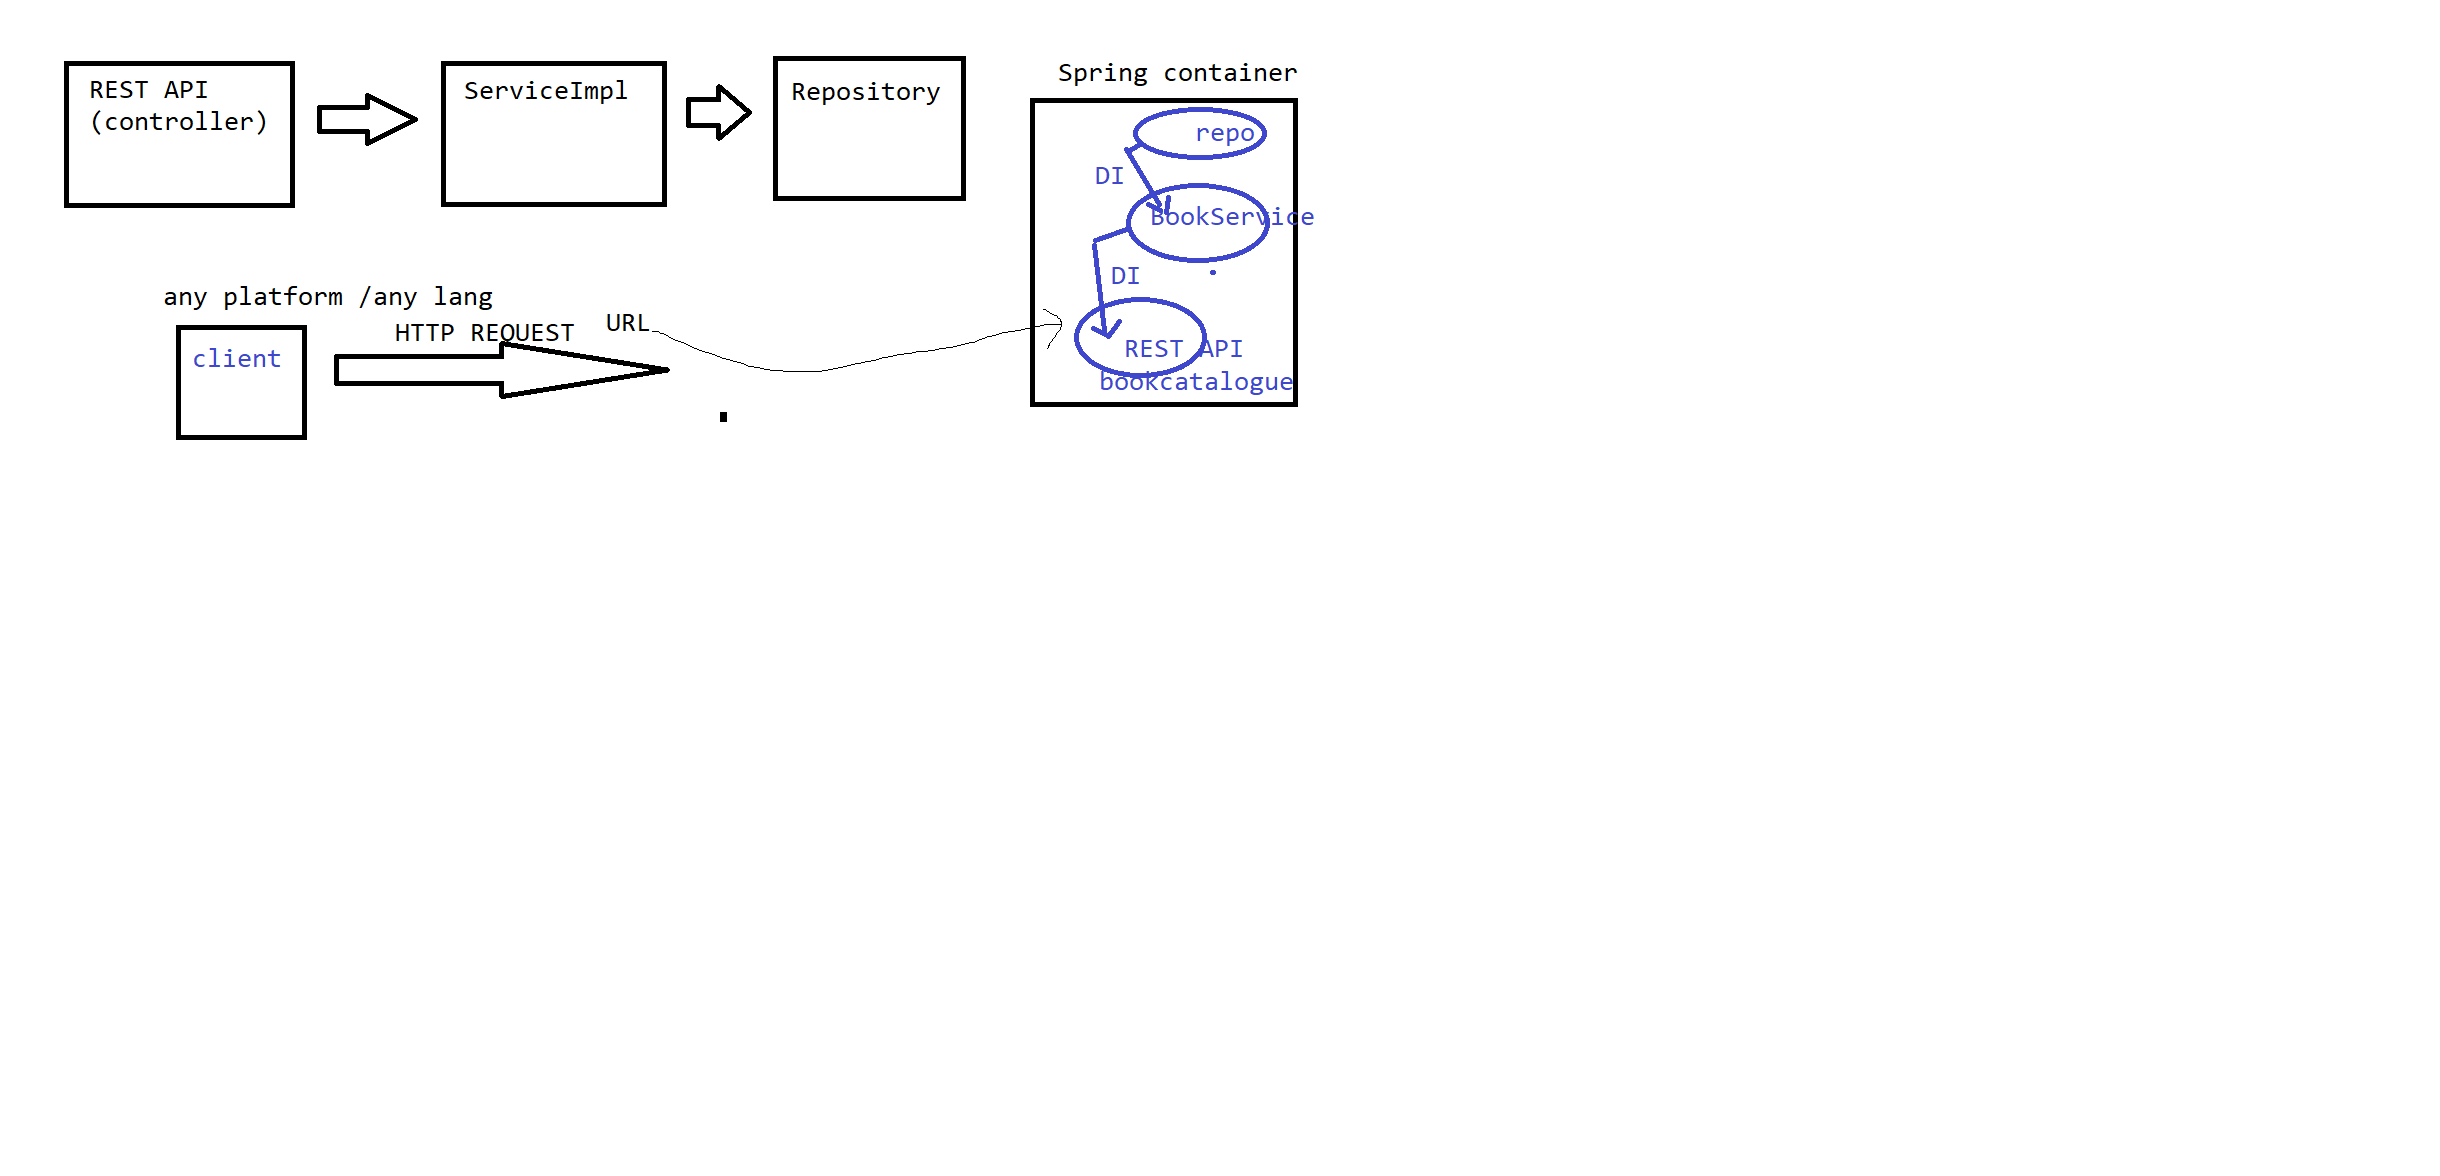 REST API
(controller)
ServiceImpl
Repository
Spring container
repo
DI
BookService
DI
REST API
bookcatalogue
any platform /any lang
client
HTTP REQUEST
URL